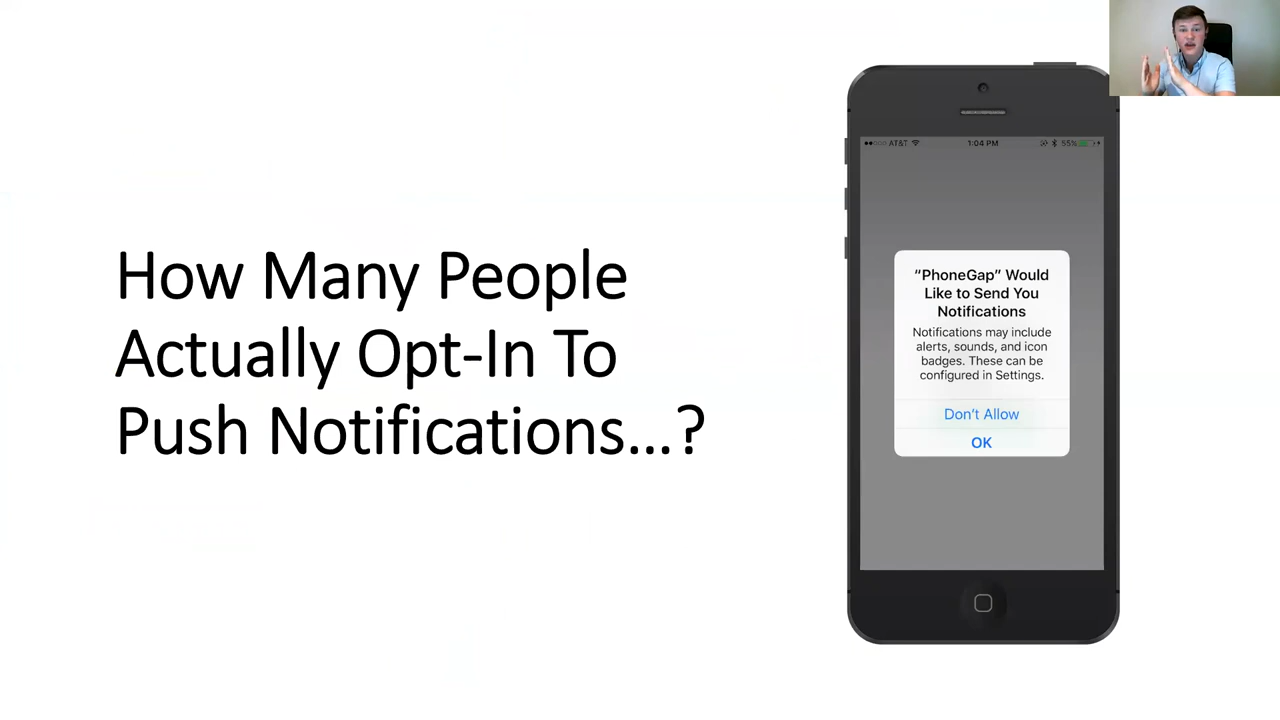 How Many People
Actually Opt-In To
Push Notifications...?
AT&T 1:04 PM 55%
“PhoneGap” Would
Like to Send You
Notifications
Notifications may include
alerts, sounds, and icon
badges. These can be
configured in Settings.
Don’t Allow
OK